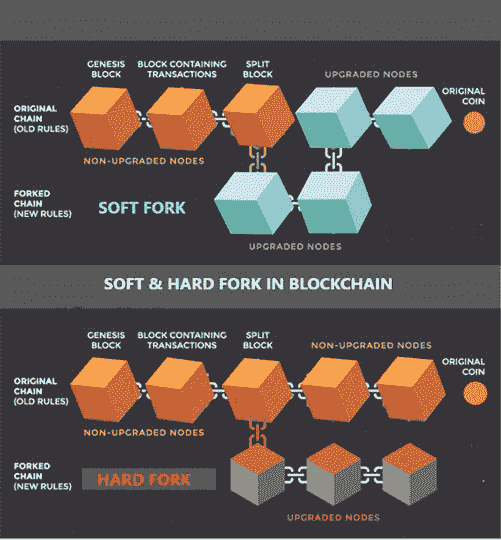 GENESIS BLOCK
BLOCK CONTAINING TRANSACTIONS
SPLIT BLOCK
UPGRADED NODES
ORIGINAL COIN
ORIGINAL CHAIN (OLD RULES)
NON-UPGRADED NODES
FORKED CHAIN (NEW RULES)
SOFT FORK
UPGRADED NODES
SOFT & HARD FORK IN BLOCKCHAIN
GENESIS BLOCK
BLOCK CONTAINING TRANSACTIONS
SPLIT BLOCK
NON-UPGRADED NODES
ORIGINAL COIN
ORIGINAL CHAIN (OLD RULES)
NON-UPGRADED NODES
FORKED CHAIN (NEW RULES)
HARD FORK
UPGRADED NODES